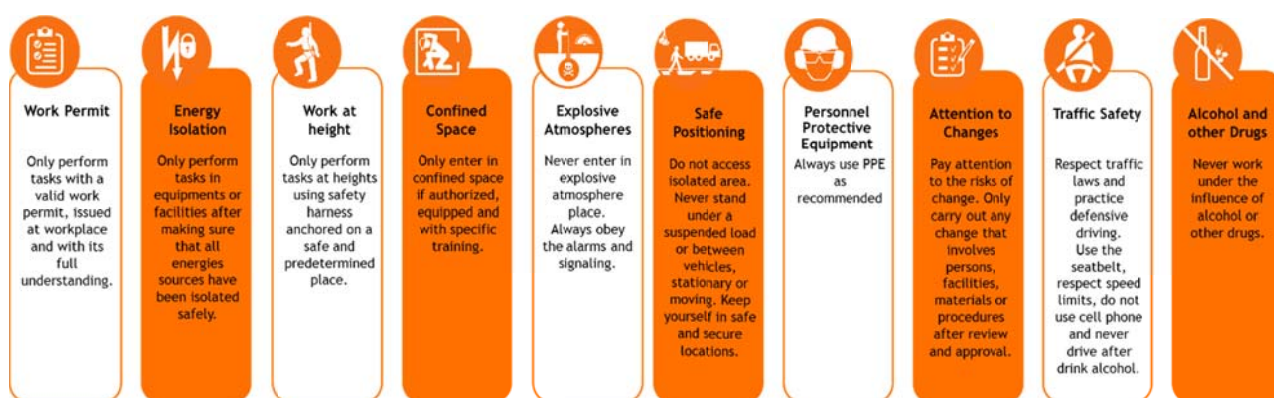 Work Permit
Only perform
tasks with a
valid work
permit, issued
at workplace
and with its
full
understanding.
Energy
Isolation
Only perform
tasks in
equipments or
facilities after
making sure
that all
energies
sources have
been isolated
safely.
Work at
height
Only perform
tasks at heights
using safety
harness
anchored on a
safe and
predetermined
place.
Confined
Space
Only enter in
confined space
if authorized,
equipped and
with specific
training.
Explosive
Atmospheres
Never enter in
explosive
atmosphere
place.
Always obey
the alarms and
signaling.
Safe
Positioning
Do not access
isolated area.
Never stand
under a
suspended load
or between
vehicles,
stationary or
moving. Keep
yourself in safe
and secure
locations.
Personnel
Protective
Equipment
Always use PPE
as
recommended
Attention to
Changes
Pay attention
to the risks of
change. Only
carry out any
change that
involves
persons,
facilities,
materials or
procedures
after review
and approval.
Traffic Safety
Respect traffic
laws and
practice
defensive
driving.
Use the
seatbelt,
respect speed
limits, do not
use cell phone
and never
drive after
drink alcohol.
Alcohol and
other Drugs
Never work
under the
influence of
alcohol or
other drugs.